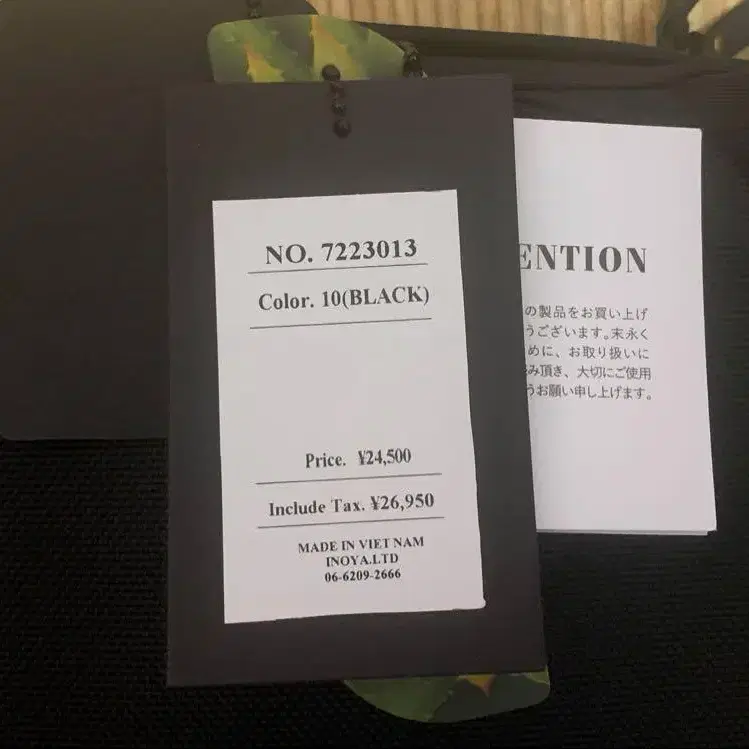 NO. 7223013
Color. 10(BLACK)
Price. ¥24,500
Include Tax. ¥26,950
MADE IN VIET NAM
INOYA.LTD
06-6209-2666
ENTION
の製品をお買い上げ
うございます。末永く
めに、お取り扱いに
み頂き、大切にご使用
うお願い申し上げます。